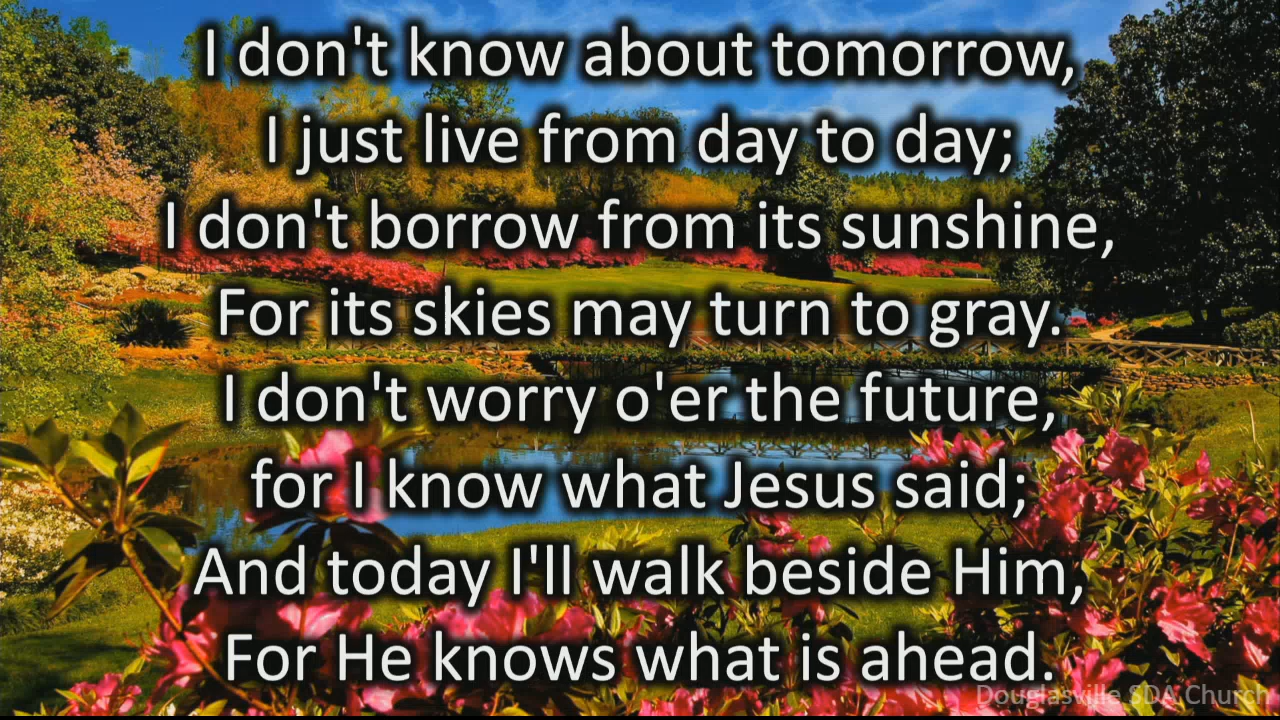 I don't know about tomorrow,
I just live from day to day;
I don't borrow from its sunshine,
For its skies may turn to gray.
I don't worry o'er the future,
for I know what Jesus said;
And today I'll walk beside Him,
For He knows what is ahead.
Douglasville SDA Church